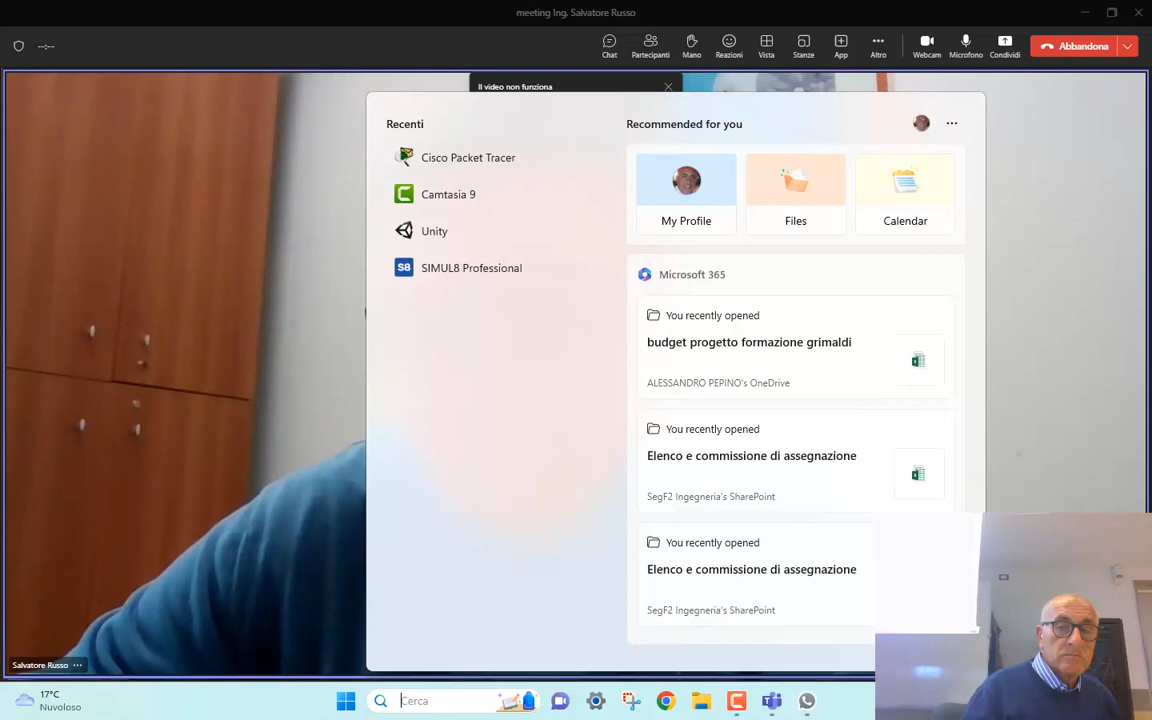 meeting Ing. Salvatore Russo
--:--
Chat
Partecipanti
Mano
Reazioni
Vista
Stanze
App
Altro
Webcam
Microfono
Condividi
Abbandona
Il video non funziona
Recenti
Cisco Packet Tracer
Camtasia 9
Unity
S8
SIMUL8 Professional
Recommended for you
My Profile
Files
Calendar
Microsoft 365
You recently opened
budget progetto formazione grimaldi
ALESSANDRO PEPINO's OneDrive
You recently opened
Elenco e commissione di assegnazione
SegF2 Ingegneria's SharePoint
You recently opened
Elenco e commissione di assegnazione
SegF2 Ingegneria's SharePoint
Salvatore Russo
17°C
Nuvoloso
Cerca